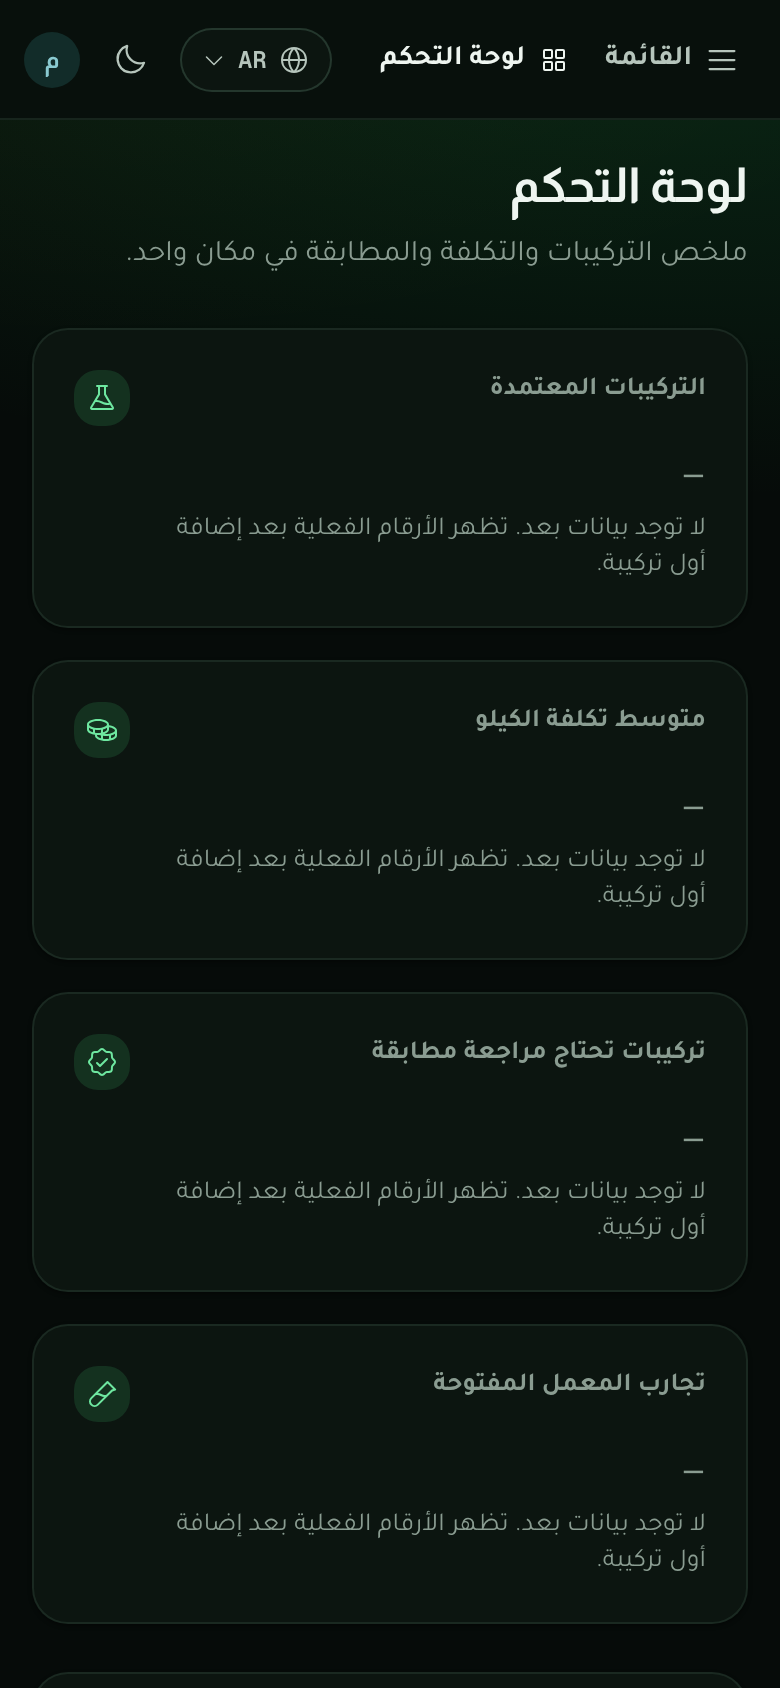 القائمة
لوحة التحكم
AR
م
لوحة التحكم
ملخص التركيبات والتكلفة والمطابقة في مكان واحد.
التركيبات المعتمدة
—
لا توجد بيانات بعد. تظهر الأرقام الفعلية بعد إضافة
أول تركيبة.
متوسط تكلفة الكيلو
—
لا توجد بيانات بعد. تظهر الأرقام الفعلية بعد إضافة
أول تركيبة.
تركيبات تحتاج مراجعة مطابقة
—
لا توجد بيانات بعد. تظهر الأرقام الفعلية بعد إضافة
أول تركيبة.
تجارب المعمل المفتوحة
—
لا توجد بيانات بعد. تظهر الأرقام الفعلية بعد إضافة
أول تركيبة.